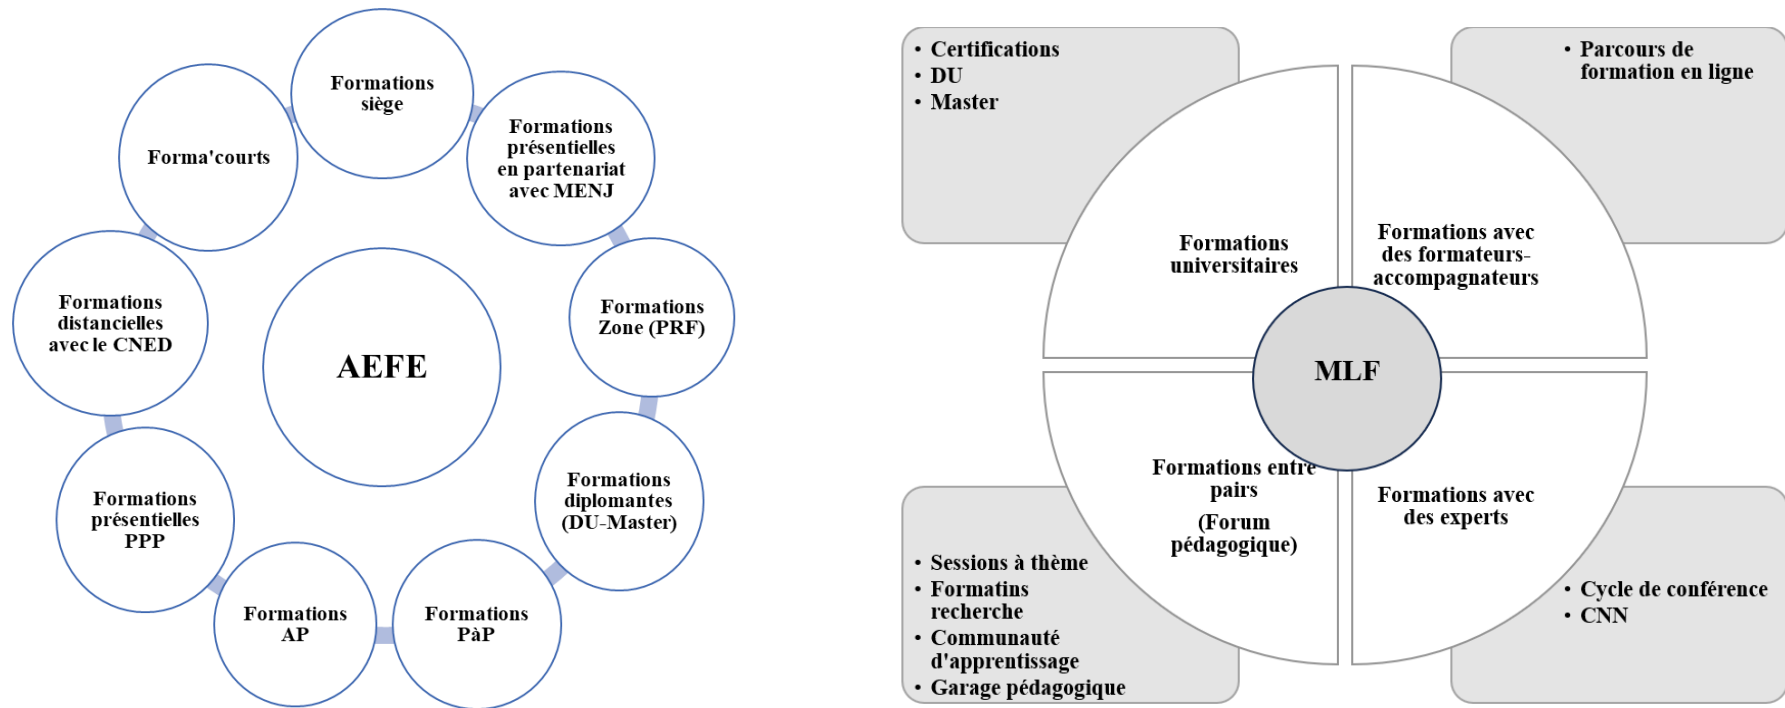 Formations
siège
Formations
présentielles
en partenariat
avec MENJ
Formations
Zone (PRF)
Formations
diplomantes
(DU-Master)
Formations
PàP
Formations
AP
Formations
présentielles
PPP
Formations
distancielles
avec le CNED
Forma'courts
AEFE
• Certifications
• DU
• Master
• Parcours de
formation en ligne
Formations
universitaires
Formations avec
des formateurs-
accompagnateurs
MLF
Formations entre
pairs
(Forum
pédagogique)
Formations avec
des experts
• Sessions à thème
• Formatins
recherche
• Communauté
d'apprentissage
• Garage pédagogique
• Cycle de conférence
• CNN